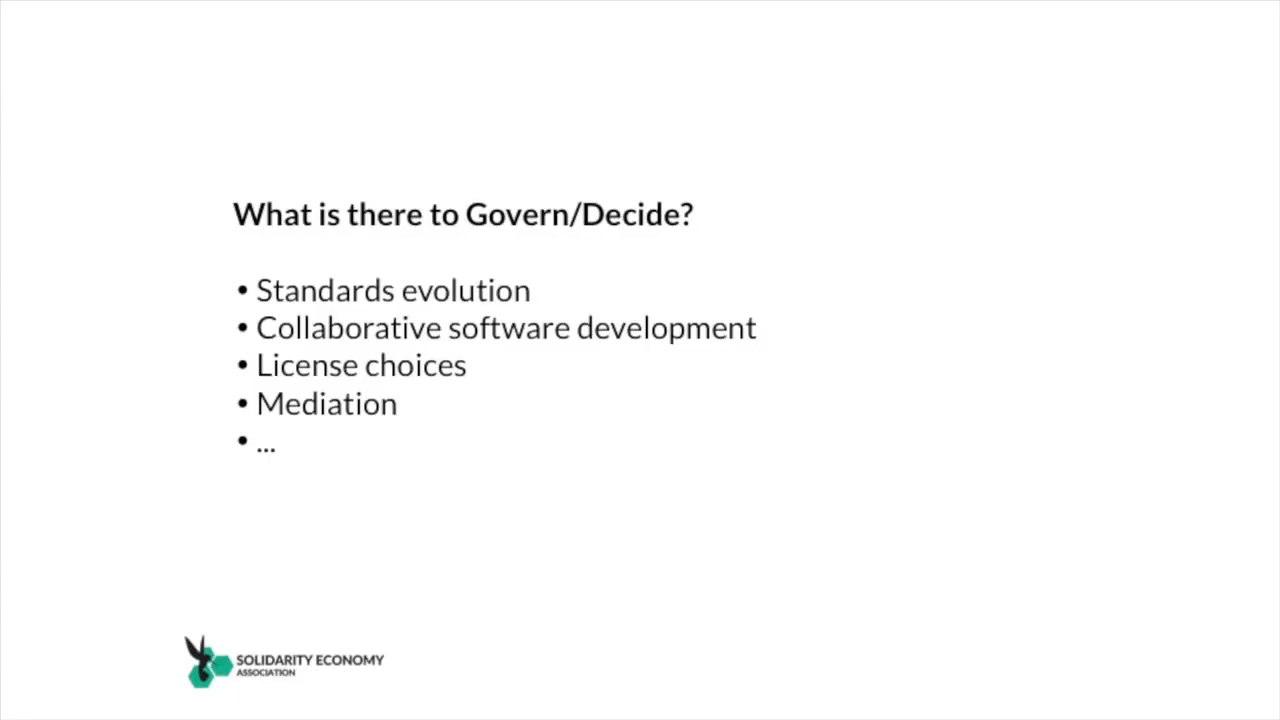 What is there to Govern/Decide?
• Standards evolution
• Collaborative software development
• License choices
• Mediation
• ...
SOLIDARITY ECONOMY
ASSOCIATION